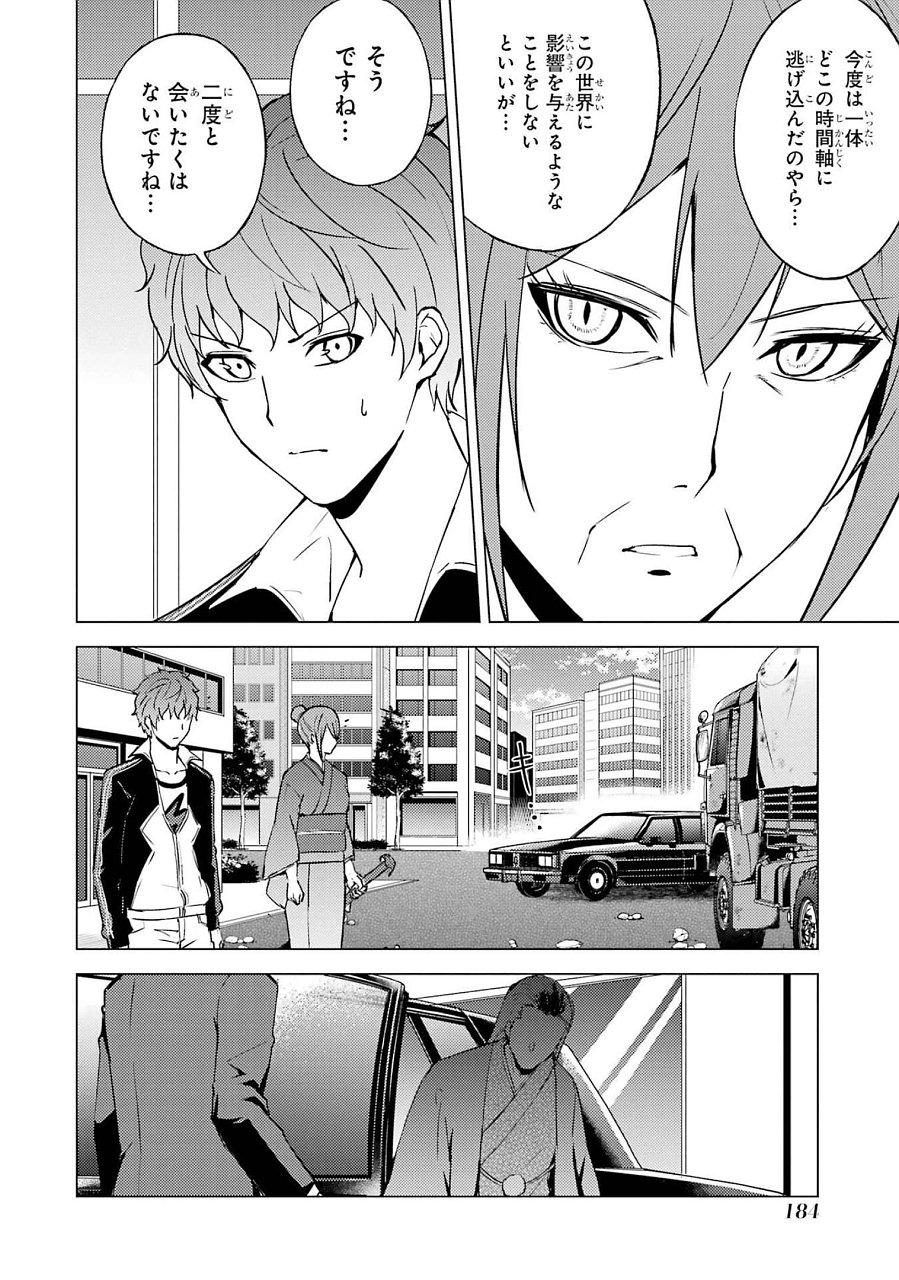 今度は一体
どこの時間軸に
逃げ込んだのやら…
この世界に
影響を与えるような
ことをしない
といいが…
そう
ですね…
二度と
会いたくは
ないですね…
キッ
184